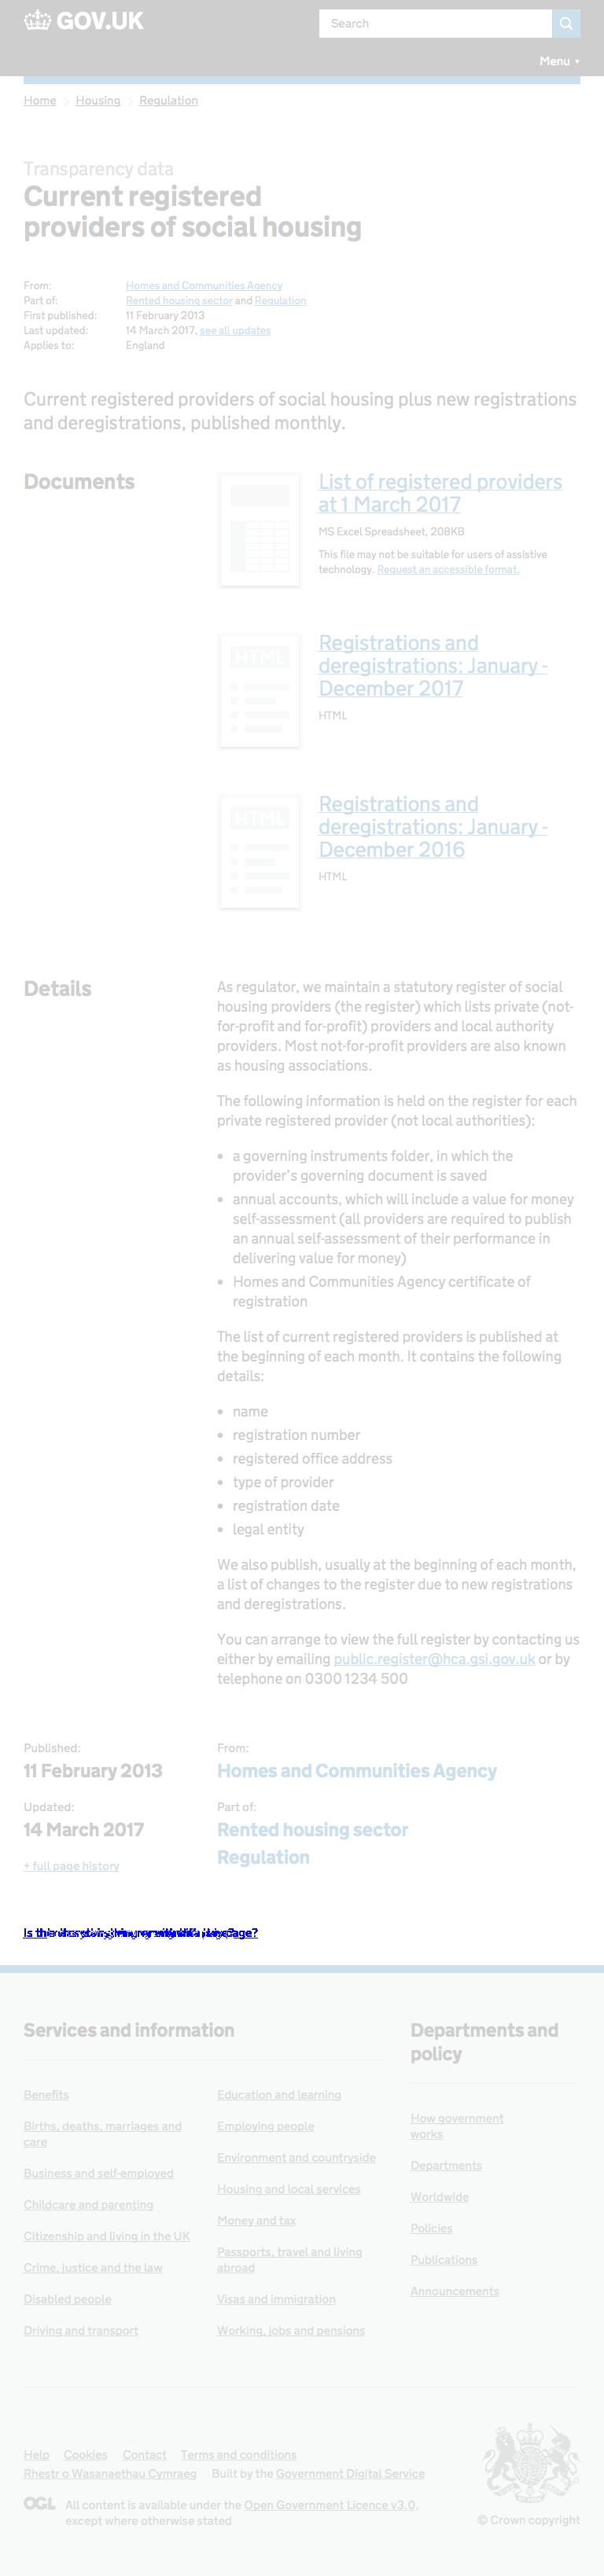 GOV.UK
Search
Menu ▼
Home > Housing > Regulation
Transparency data
Current registered
providers of social housing
From: Homes and Communities Agency
Part of: Rented housing sector and Regulation
First published: 11 February 2013
Last updated: 14 March 2017, see all updates
Applies to: England
Current registered providers of social housing plus new registrations
and deregistrations, published monthly.
Documents
List of registered providers
at 1 March 2017
MS Excel Spreadsheet, 208KB
This file may not be suitable for users of assistive
technology. Request an accessible format.
HTML
Registrations and
deregistrations: January -
December 2017
HTML
HTML
Registrations and
deregistrations: January -
December 2016
HTML
Details
As regulator, we maintain a statutory register of social
housing providers (the register) which lists private (not-
for-profit and for-profit) providers and local authority
providers. Most not-for-profit providers are also known
as housing associations.
The following information is held on the register for each
private registered provider (not local authorities):
• a governing instruments folder, in which the
provider's governing document is saved
• annual accounts, which will include a value for money
self-assessment (all providers are required to publish
an annual self-assessment of their performance in
delivering value for money)
• Homes and Communities Agency certificate of
registration
The list of current registered providers is published at
the beginning of each month. It contains the following
details:
• name
• registration number
• registered office address
• type of provider
• registration date
• legal entity
We also publish, usually at the beginning of each month,
a list of changes to the register due to new registrations
and deregistrations.
You can arrange to view the full register by contacting us
either by emailing public.register@hca.gsi.gov.uk or by
telephone on 0300 1234 500
Published:
11 February 2013
Updated:
14 March 2017
+ full page history
From:
Homes and Communities Agency
Part of:
Rented housing sector
Regulation
Services and information
Benefits
Births, deaths, marriages and
care
Business and self-employed
Childcare and parenting
Citizenship and living in the UK
Crime, justice and the law
Disabled people
Driving and transport
Education and learning
Employing people
Environment and countryside
Housing and local services
Money and tax
Passports, travel and living
abroad
Visas and immigration
Working, jobs and pensions
Departments and
policy
How government
works
Departments
Worldwide
Policies
Publications
Announcements
Help Cookies Contact Terms and conditions
Rhestr o Wasanaethau Cymraeg Built by the Government Digital Service
OGL All content is available under the Open Government Licence v3.0,
except where otherwise stated
© Crown copyright